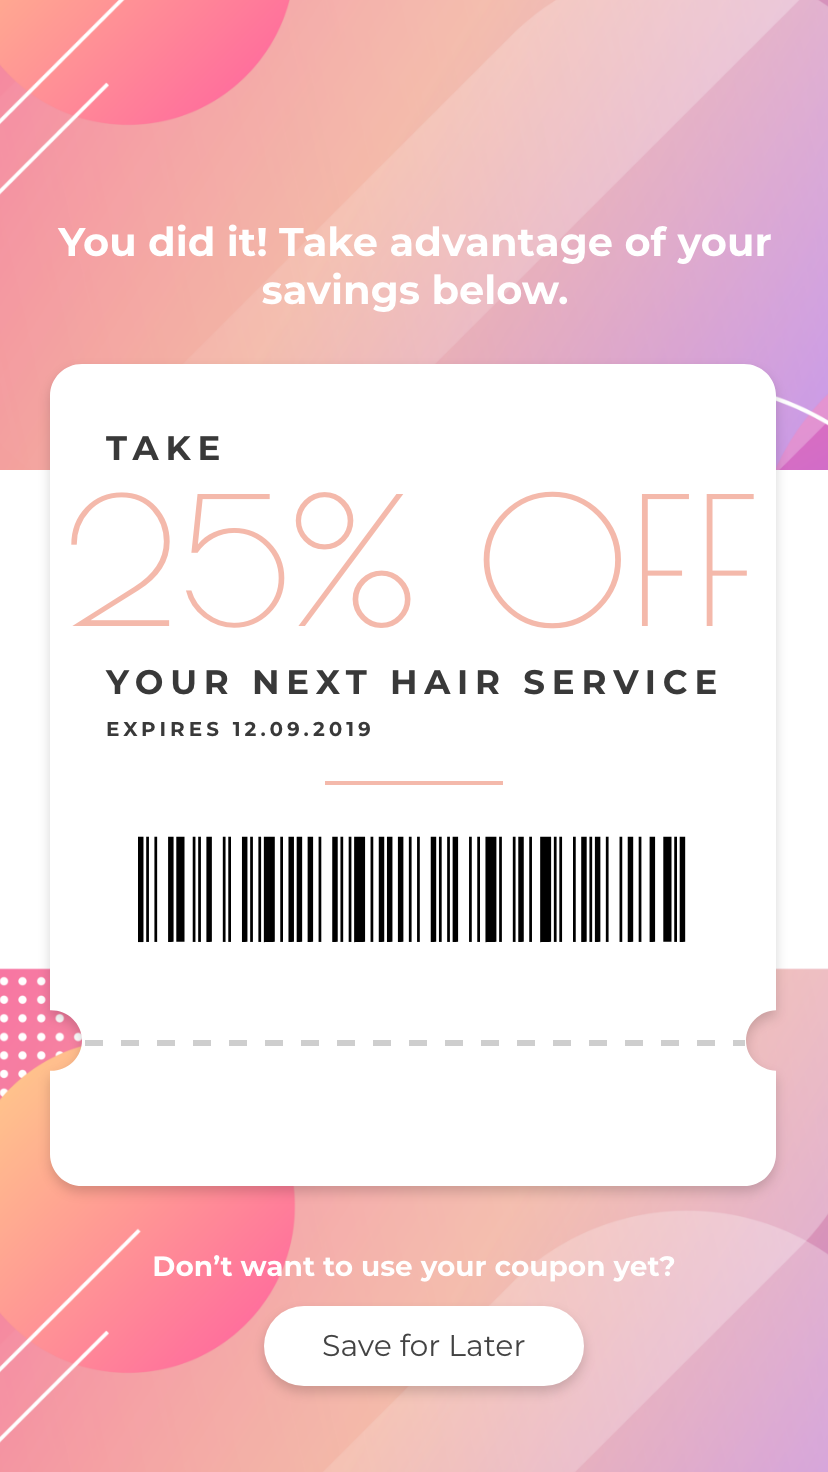 You did it! Take advantage of your
savings below.
TAKE
25% OFF
YOUR NEXT HAIR SERVICE
EXPIRES 12.09.2019
Don’t want to use your coupon yet?
Save for Later